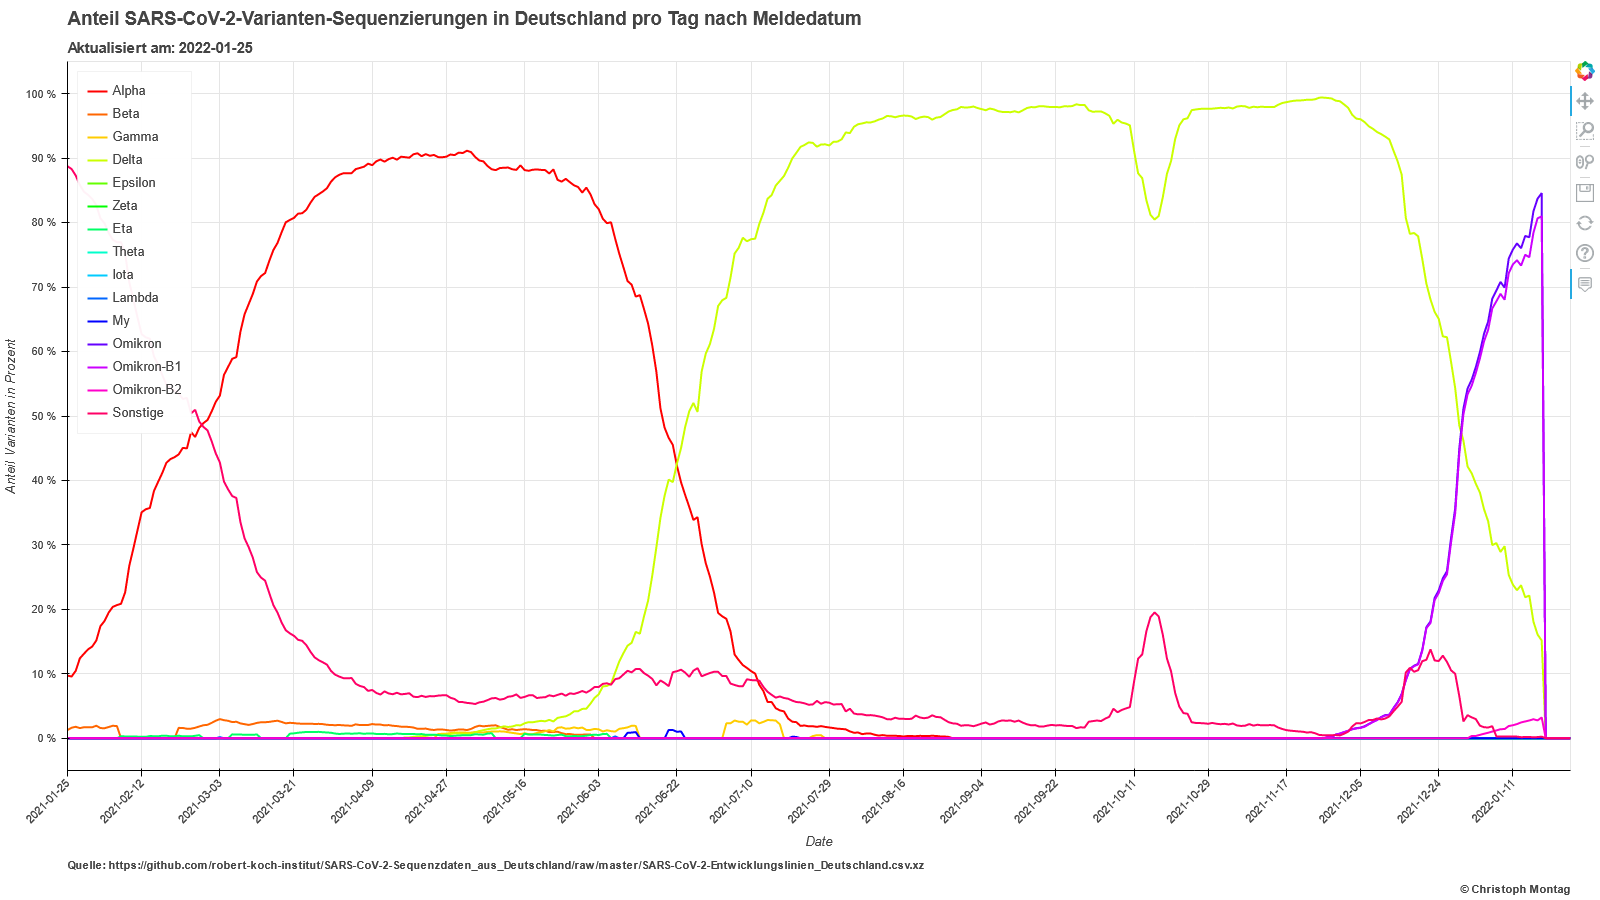 Anteil SARS-CoV-2-Varianten-Sequenzierungen in Deutschland pro Tag nach Meldedatum
Aktualisiert am: 2022-01-25
Alpha
Beta
Gamma
Delta
Epsilon
Zeta
Eta
Theta
Iota
Lambda
My
Omikron
Omikron-B1
Omikron-B2
Sonstige
100 %
90 %
80 %
70 %
60 %
50 %
40 %
30 %
20 %
10 %
0 %
Anteil Varianten in Prozent
2021-01-25
2021-02-12
2021-03-03
2021-03-21
2021-04-09
2021-04-27
2021-05-16
2021-06-03
2021-06-22
2021-07-10
2021-07-29
2021-08-16
2021-09-04
2021-09-22
2021-10-11
2021-10-29
2021-11-17
2021-12-05
2021-12-24
2022-01-11
Date
Quelle: https://github.com/robert-koch-institut/SARS-CoV-2-Sequenzdaten_aus_Deutschland/raw/master/SARS-CoV-2-Entwicklungslinien_Deutschland.csv.xz
© Christoph Montag